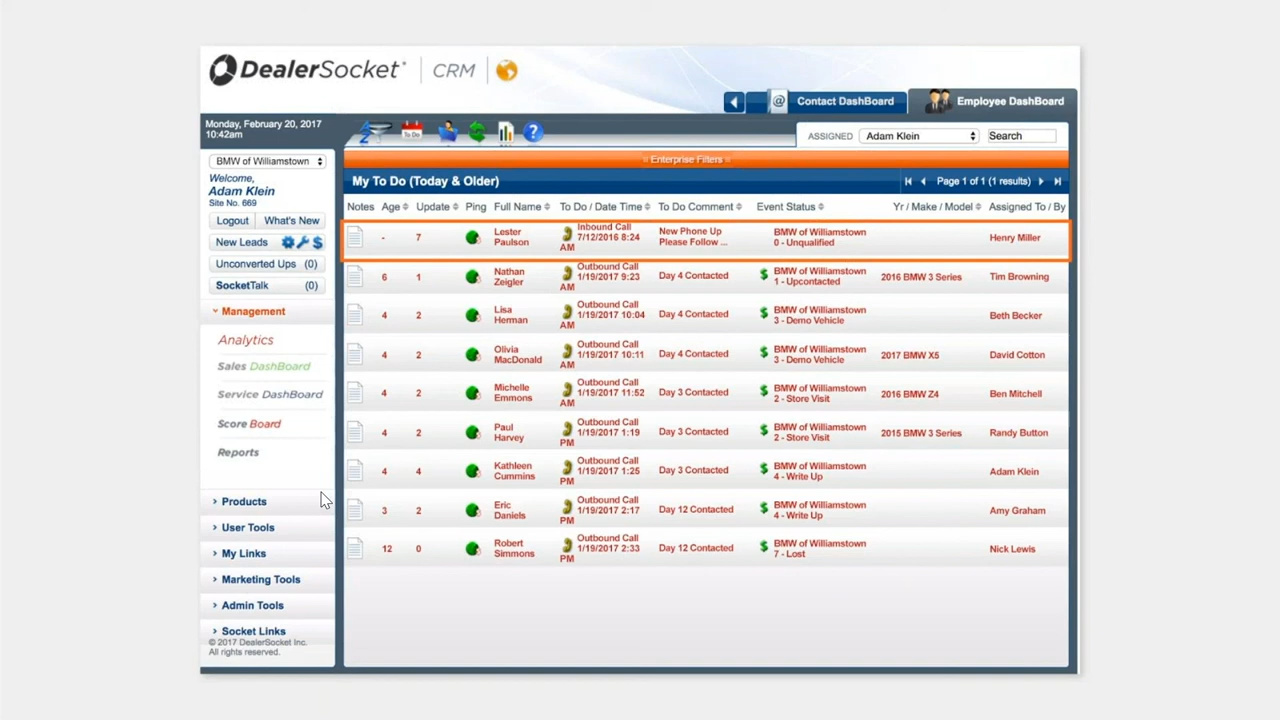 DealerSocket CRM
@ Contact DashBoard Employee DashBoard
Monday, February 20, 2017
10:42am
To Do ?
ASSIGNED Adam Klein Search
BMW of Williamstown
Welcome,
Adam Klein
Site No. 669
Logout What's New
New Leads $
Unconverted Ups (0)
SocketTalk (0)
Management
Analytics
Sales DashBoard
Service DashBoard
Score Board
Reports
Products
User Tools
My Links
Marketing Tools
Admin Tools
Socket Links
© 2017 DealerSocket Inc.
All rights reserved.
Enterprise Filters
My To Do (Today & Older) Page 1 of 1 (1 results)
Notes Age Update Ping Full Name To Do / Date Time To Do Comment Event Status Yr / Make / Model Assigned To / By
- 7 Lester Paulson Inbound Call 7/12/2016 8:24 AM New Phone Up Please Follow ... BMW of Williamstown 0 - Unqualified Henry Miller
6 1 Nathan Zeigler Outbound Call 1/19/2017 9:23 AM Day 4 Contacted $ BMW of Williamstown 1 - Upcontacted 2016 BMW 3 Series Tim Browning
4 2 Lisa Herman Outbound Call 1/19/2017 10:04 AM Day 4 Contacted $ BMW of Williamstown 3 - Demo Vehicle Beth Becker
4 2 Olivia MacDonald Outbound Call 1/19/2017 10:11 AM Day 4 Contacted $ BMW of Williamstown 3 - Demo Vehicle 2017 BMW X5 David Cotton
4 2 Michelle Emmons Outbound Call 1/19/2017 11:52 AM Day 3 Contacted $ BMW of Williamstown 2 - Store Visit 2016 BMW Z4 Ben Mitchell
4 2 Paul Harvey Outbound Call 1/19/2017 1:19 PM Day 3 Contacted $ BMW of Williamstown 2 - Store Visit 2015 BMW 3 Series Randy Button
4 4 Kathleen Cummins Outbound Call 1/19/2017 1:25 PM Day 3 Contacted $ BMW of Williamstown 4 - Write Up Adam Klein
3 2 Eric Daniels Outbound Call 1/19/2017 2:17 PM Day 12 Contacted $ BMW of Williamstown 4 - Write Up Amy Graham
12 0 Robert Simmons Outbound Call 1/19/2017 2:33 PM Day 12 Contacted $ BMW of Williamstown 7 - Lost Nick Lewis